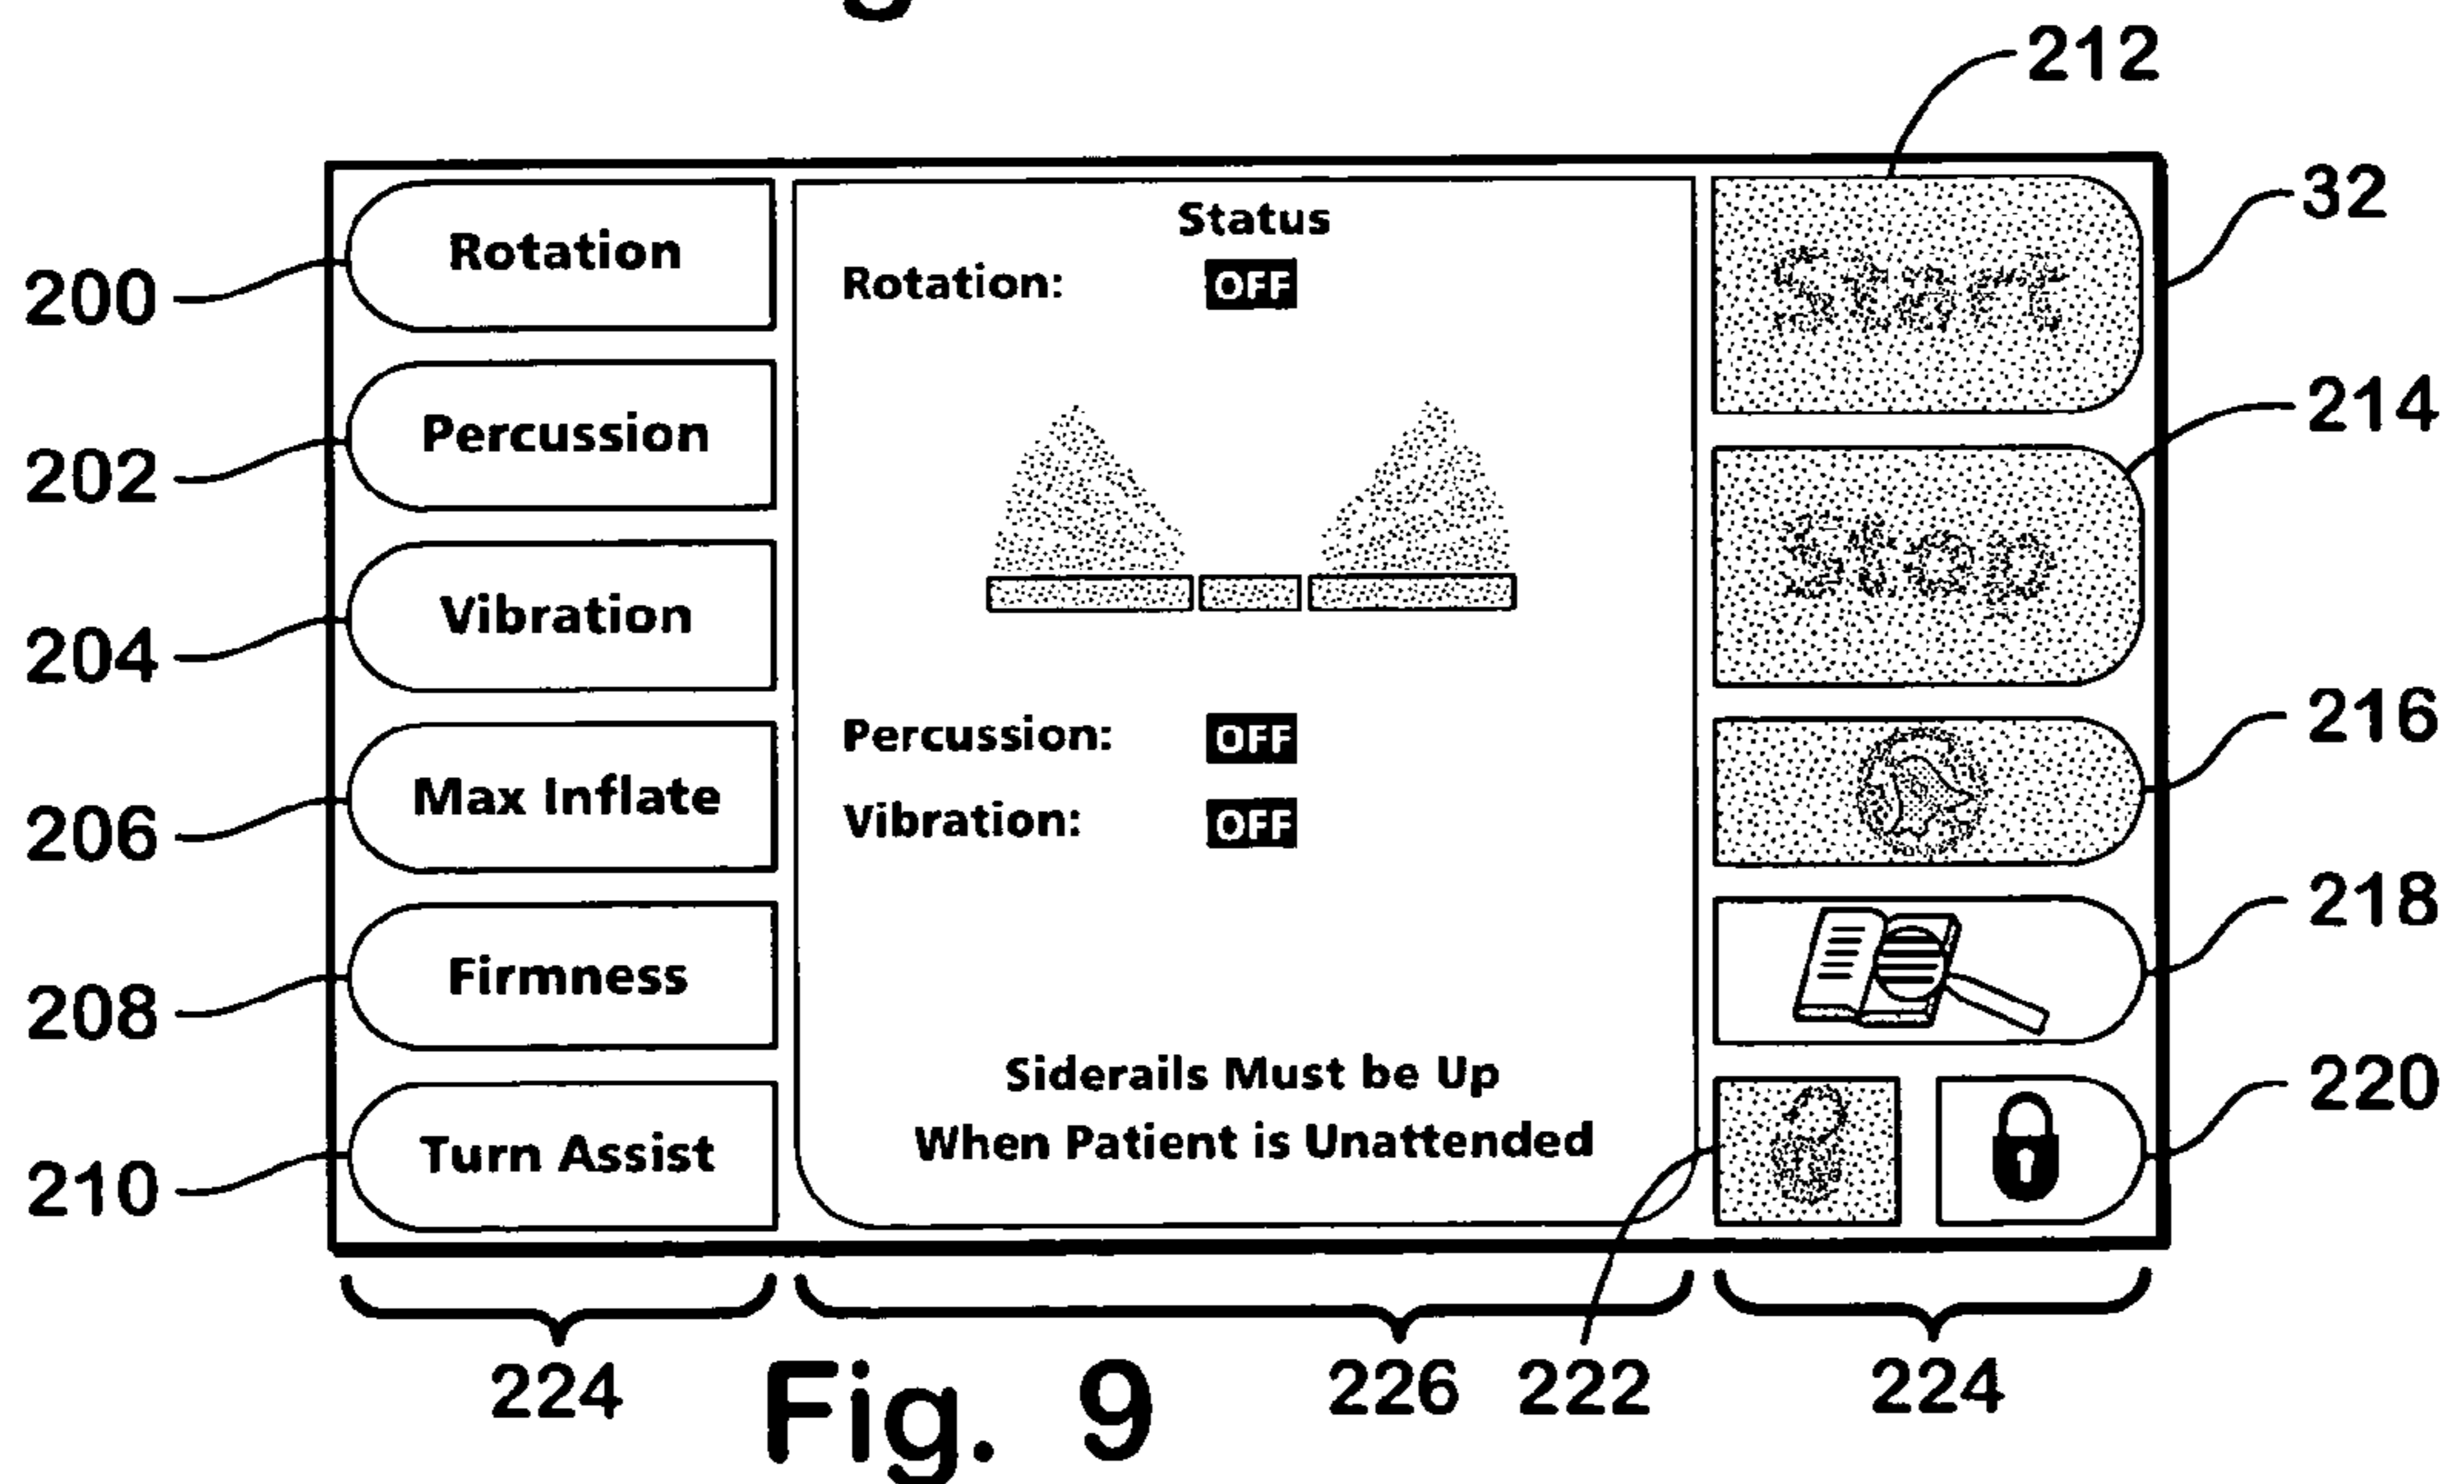 212
32
Rotation
Status
Start
200
Rotation: OFF
214
Percussion
202
Stop
Vibration
204
216
Max Inflate
Percussion: OFF
206
Vibration: OFF
218
Firmness
208
Siderails Must be Up
When Patient is Unattended
220
Turn Assist
210
224
226
222
224
Fig. 9